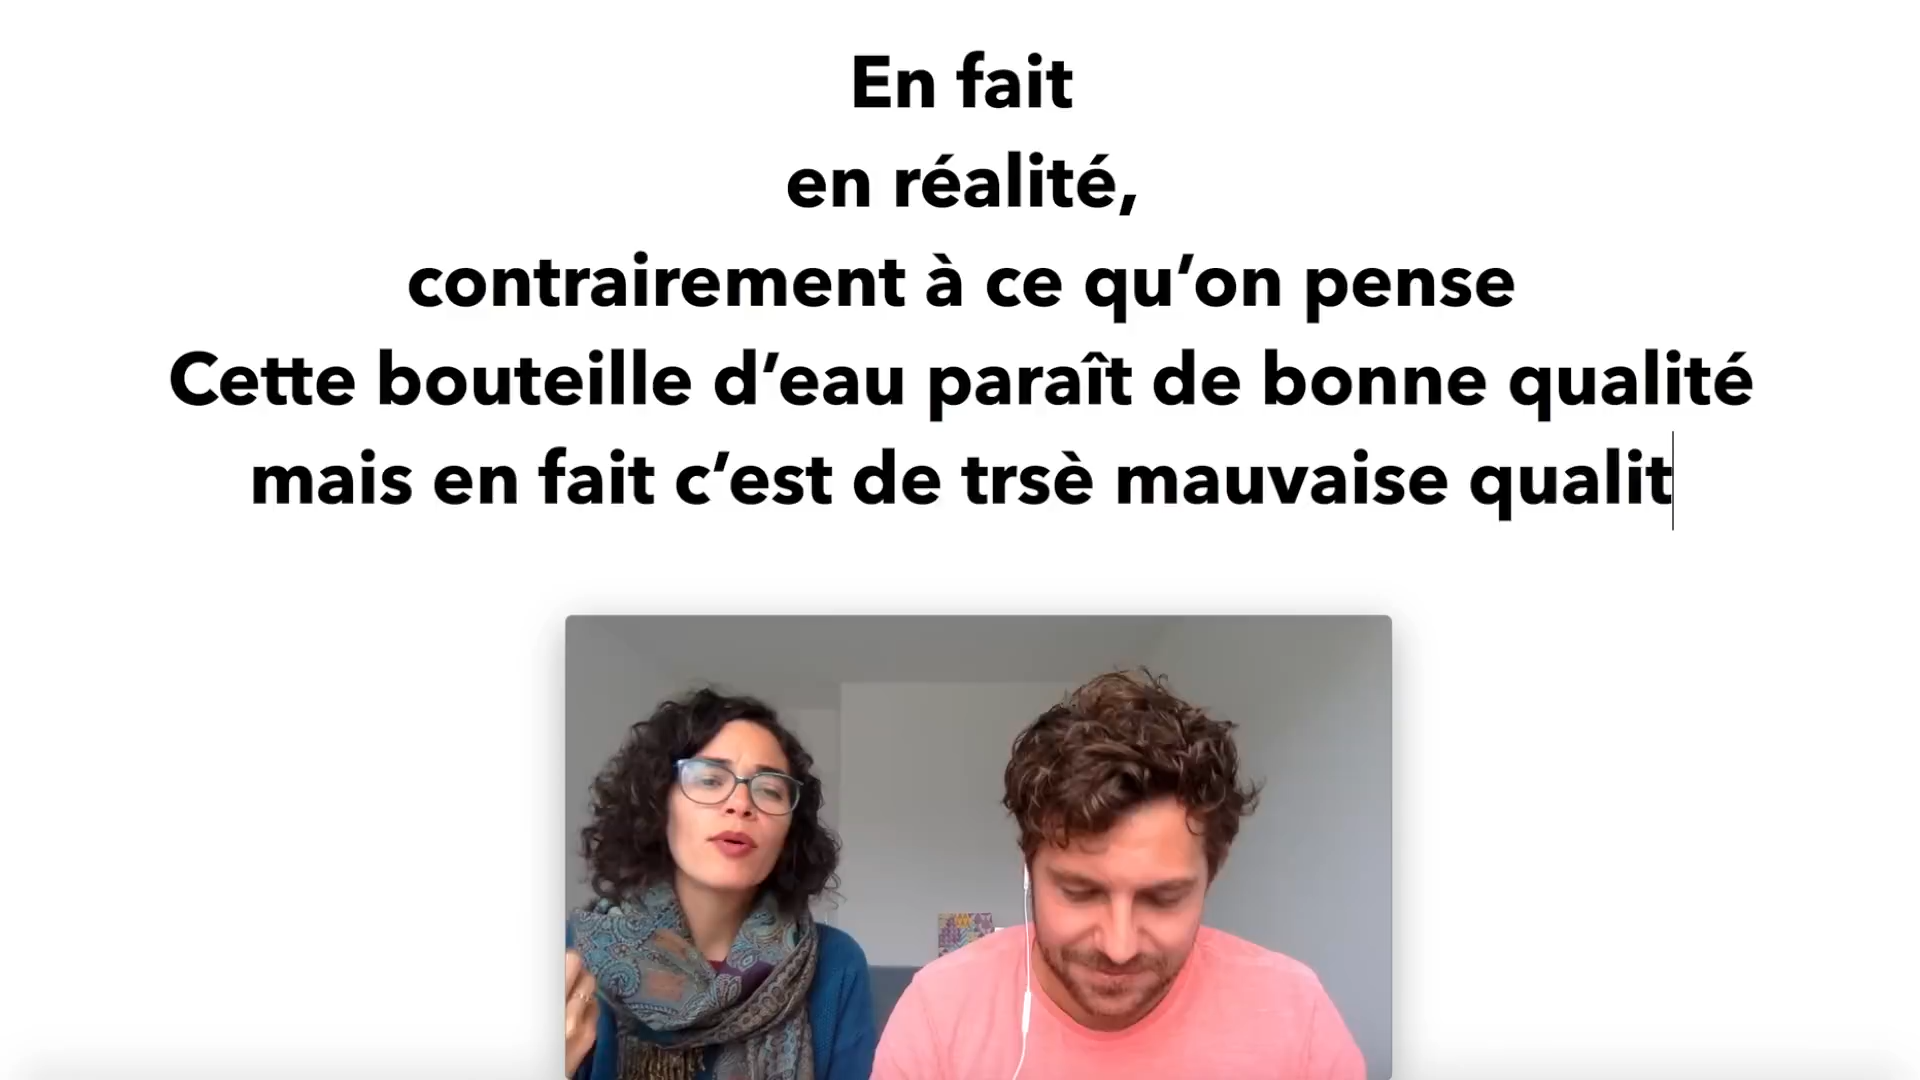 En fait
en réalité,
contrairement à ce qu’on pense
Cette bouteille d’eau paraît de bonne qualité
mais en fait c’est de trsè mauvaise qualit